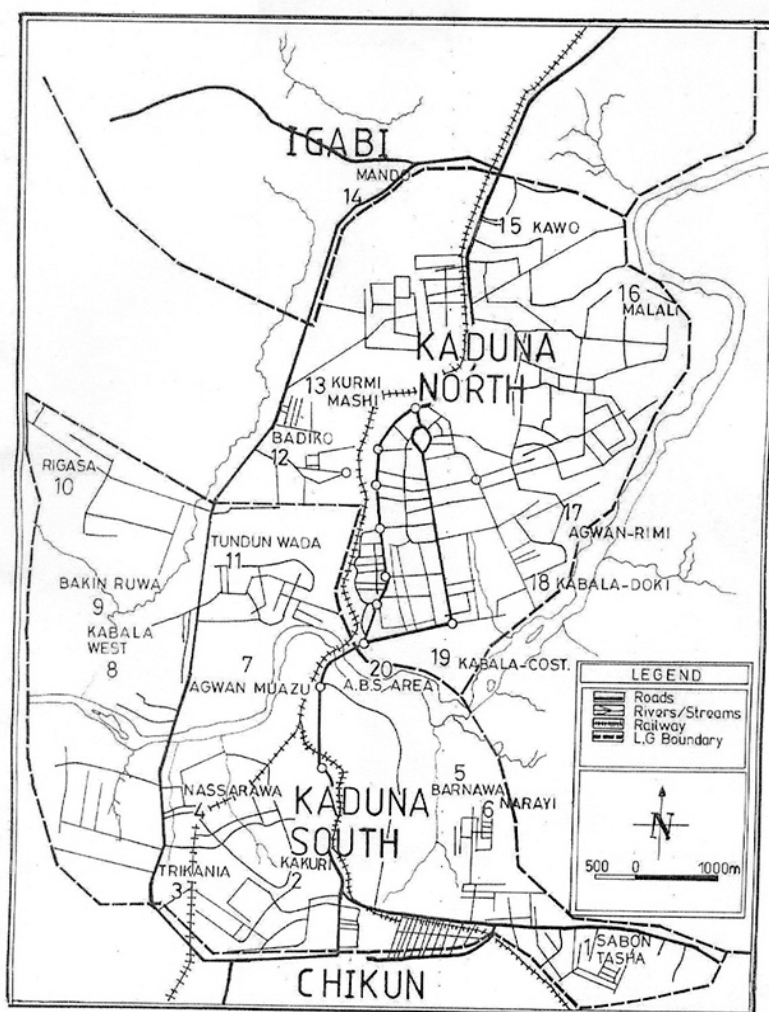 IGABI
MANDO
14
15 KAWO
16
MALALI
KADUNA
NORTH
13 KURMI
MASHI
BADIKO
12
RIGASA
10
17
AGWAN-RIMI
TUNDUN WADA
11
18 KABALA-DOKI
BAKIN RUWA
9
KABALA
WEST
8
7
AGWAN MUAZU
19 KABALA-COST.
20
A.B.S. AREA
LEGEND
Roads
Rivers/Streams
Railway
L.G Boundary
5
BARNAWA
6 NARAYI
NASSARAWA
4
KADUNA
SOUTH
N
500 0 1000m
TRIKANIA
3
KAKURI
2
1 SABON
TASHA
CHIKUN